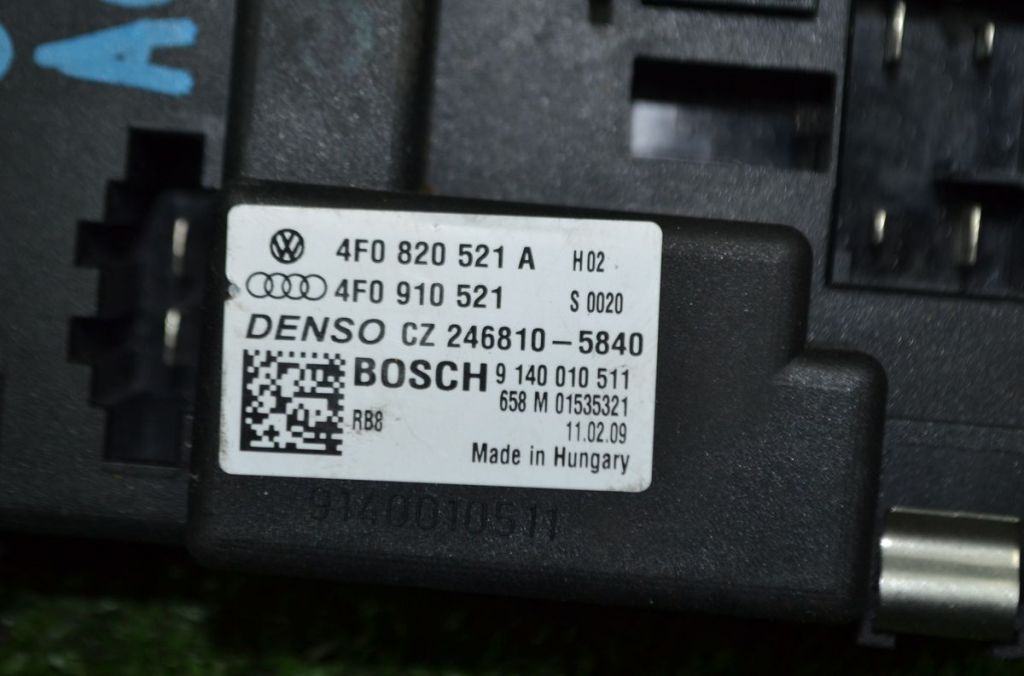 4F0 820 521 A H02
4F0 910 521 S 0020
DENSO CZ 246810-5840
BOSCH 9 140 010 511
658 M 01535321
RB8
11.02.09
Made in Hungary
9140010511